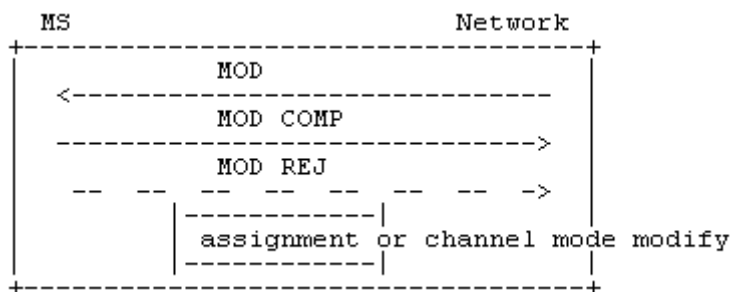 MS Network
MOD
MOD COMP
MOD REJ
assignment or channel mode modify